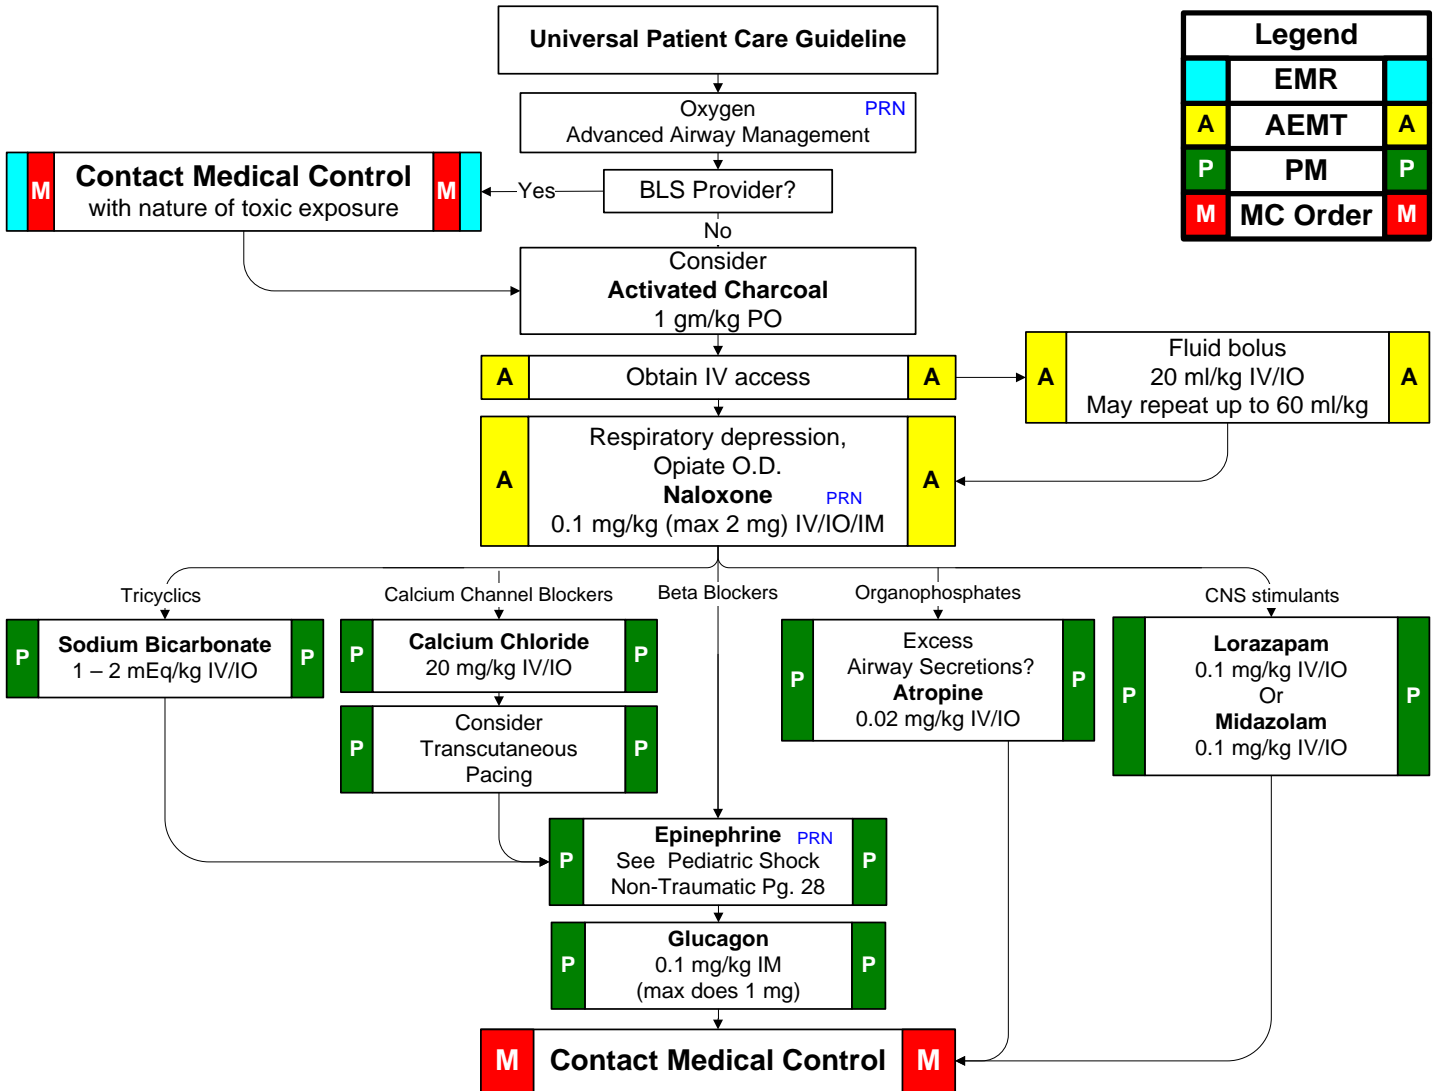 Universal Patient Care Guideline
Legend
EMR
A AEMT A
P PM P
M MC Order M
Oxygen PRN
Advanced Airway Management
M Contact Medical Control M
with nature of toxic exposure
Yes
BLS Provider?
No
Consider
Activated Charcoal
1 gm/kg PO
A Obtain IV access A
A Fluid bolus A
20 ml/kg IV/IO
May repeat up to 60 ml/kg
Respiratory depression,
Opiate O.D.
A A
Naloxone PRN
0.1 mg/kg (max 2 mg) IV/IO/IM
Tricyclics
Calcium Channel Blockers
Beta Blockers
Organophosphates
CNS stimulants
P Sodium Bicarbonate P
1 – 2 mEq/kg IV/IO
P Calcium Chloride P
20 mg/kg IV/IO
P Consider P
Transcutaneous
Pacing
Excess
Airway Secretions?
P Atropine P
0.02 mg/kg IV/IO
Lorazapam
0.1 mg/kg IV/IO
P Or P
Midazolam
0.1 mg/kg IV/IO
Epinephrine PRN
P See Pediatric Shock P
Non-Traumatic Pg. 28
Glucagon
P 0.1 mg/kg IM P
(max does 1 mg)
M Contact Medical Control M